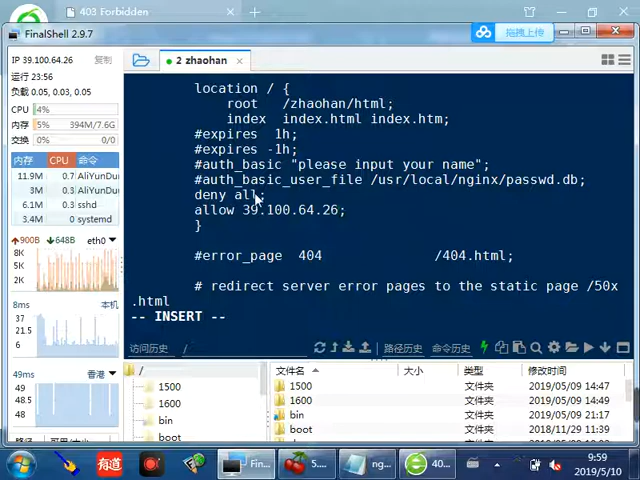 403 Forbidden
FinalShell 2.9.7
拖拽上传
IP 39.100.64.26 复制
运行 23:56
负载 0.05, 0.03, 0.05
CPU 4%
内存 5% 394M/7.6G
交换 0% 0/0
内存 CPU 命令
11.9M 0.7 AliYunDun
3M 0.3 AliYunDun
6.1M 0.3 sshd
3.4M 0 systemd
900B 648B eth0
8K
5K
2K
8ms 本机
37
21.5
6
49ms 香港
49
48.5
48
2 zhaohan
location / {
root /zhaohan/html;
index index.html index.htm;
#expires 1h;
#expires -1h;
#auth_basic "please input your name";
#auth_basic_user_file /usr/local/nginx/passwd.db;
deny all;
allow 39.100.64.26;
}
#error_page 404 /404.html;
# redirect server error pages to the static page /50x
.html
-- INSERT --
访问历史 / 路径历史 命令历史
/
1500
1600
bin
boot
文件名 大小 类型 修改时间
1500 文件夹 2019/05/09 14:47
1600 文件夹 2019/05/09 14:47
bin 文件夹 2019/05/09 21:17
boot 文件夹 2018/11/29 11:39
有道
Fin...
5....
ng...
40...
9:59
2019/5/10